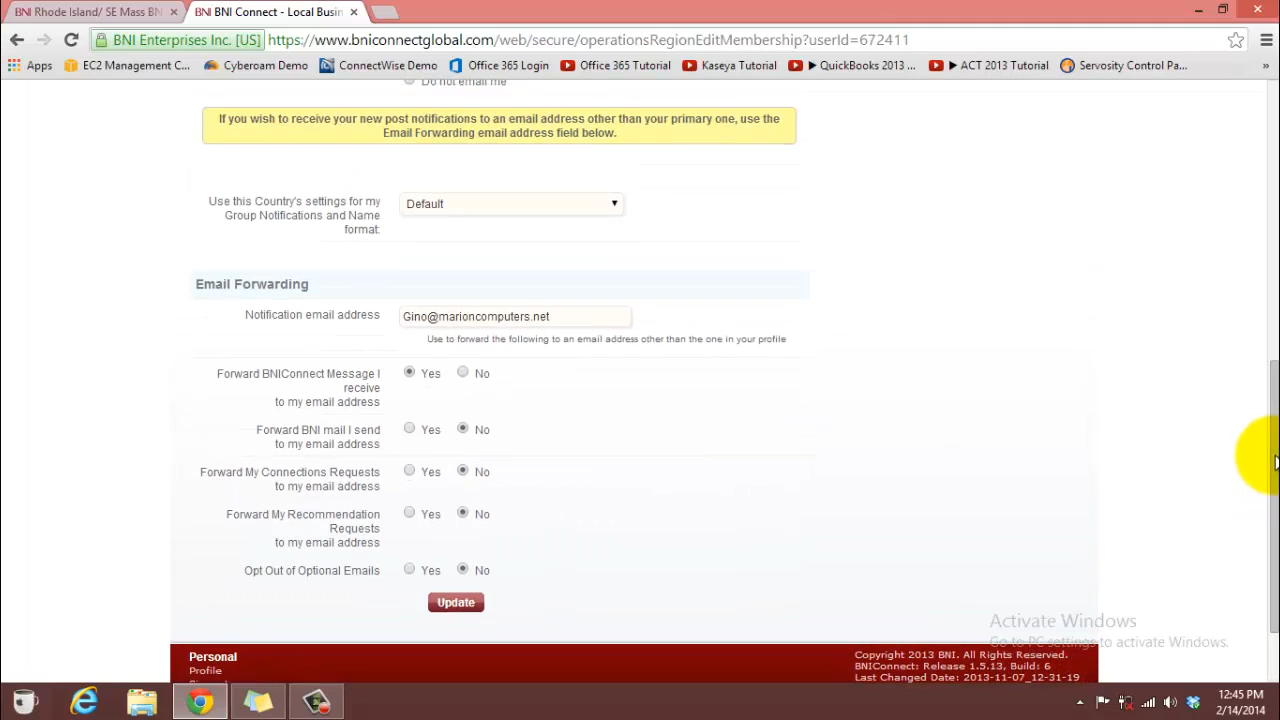 BNI Rhode Island/ SE Mass BN
BNI BNI Connect - Local Busin
BNI Enterprises Inc. [US]
https://www.bniconnectglobal.com/web/secure/operationsRegionEditMembership?userId=672411
Apps
EC2 Management C...
Cyberoam Demo
ConnectWise Demo
Office 365 Login
Office 365 Tutorial
Kaseya Tutorial
▶ QuickBooks 2013 ...
▶ ACT 2013 Tutorial
Servosity Control Pa...
»
Do not email me
If you wish to receive your new post notifications to an email address other than your primary one, use the
Email Forwarding email address field below.
Use this Country's settings for my
Group Notifications and Name
format:
Default
Email Forwarding
Notification email address
Gino@marioncomputers.net
Use to forward the following to an email address other than the one in your profile
Forward BNIConnect Message I
receive
to my email address
Yes No
Forward BNI mail I send
to my email address
Yes No
Forward My Connections Requests
to my email address
Yes No
Forward My Recommendation
Requests
to my email address
Yes No
Opt Out of Optional Emails
Yes No
Update
Activate Windows
Go to PC settings to activate Windows.
Personal
Profile
Copyright 2013 BNI. All Rights Reserved.
BNIConnect: Release 1.5.13, Build: 6
Last Changed Date: 2013-11-07_12-31-19
12:45 PM
2/14/2014